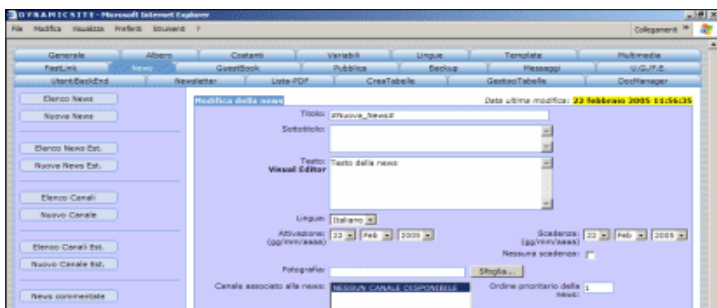 DYNAMICSITE - Microsoft Internet Explorer
File Modifica Visualizza Preferiti Strumenti ?
Collegamenti »
Generale Albero Costanti Variabili Lingue Template Multimedia
FastLink News GuestBook Pubblica Backup Messaggi U.G./F.E.
UtentiBackEnd Newsletter Lista PDF CreaTabelle GestiscoTabelle DocManager
Elenco News
Nuova News
Elenco News Est.
Nuova News Est.
Elenco Canali
Nuovo Canale
Elenco Canali Est.
Nuovo Canale Est.
News commentate
Modifica della news
Data ultima modifica: 22 febbraio 2005 11:56:35
Titolo: #Nuova_News#
Sottotitolo:
Testo: Testo della news
Visual Editor
Lingua: Italiano
Attivazione: 22 Feb 2005
(gg/mm/aaaa)
Scadenza: 22 Feb 2005
(gg/mm/aaaa)
Nessuna scadenza:
Fotografia: Sfoglia...
Canale associato alla news: NESSUN CANALE DISPONIBILE
Ordine prioritario della news: 1